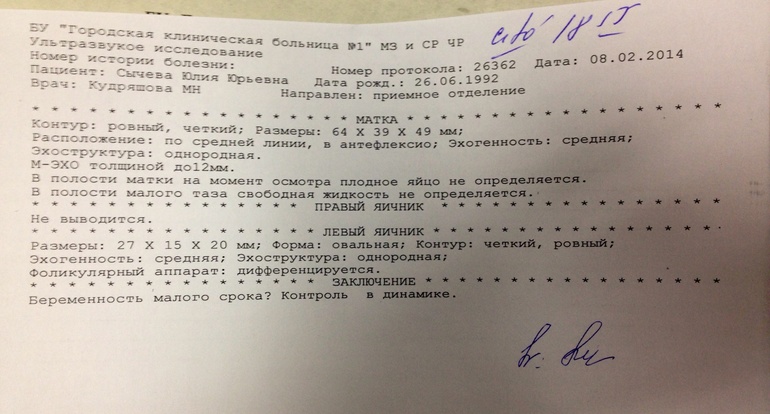 БУ "Городская клиническая больница №1" МЗ и СР ЧР
cito 18
Ультразвукое исследование
Номер истории болезни: Номер протокола: 26362 Дата: 08.02.2014
Пациент: Сычева Юлия Юрьевна Дата рожд.: 26.06.1992
Врач: Кудряшова МН Направлен: приемное отделение
* * * * * * * * * * * * * * * * МАТКА * * * * * * * * * * * * * * * *
Контур: ровный, четкий; Размеры: 64 X 39 X 49 мм;
Расположение: по средней линии, в антефлексио; Эхогенность: средняя;
Эхоструктура: однородная.
М-ЭХО толщиной до12мм.
В полости матки на момент осмотра плодное яйцо не определяется.
В полости малого таза свободная жидкость не определяется.
* * * * * * * * * * * * * * ПРАВЫЙ ЯИЧНИК * * * * * * * * * * * * * *
Не выводится.
* * * * * * * * * * * * * * ЛЕВЫЙ ЯИЧНИК * * * * * * * * * * * * * *
Размеры: 27 X 15 X 20 мм; Форма: овальная; Контур: четкий, ровный;
Эхогенность: средняя; Эхоструктура: однородная;
Фоликулярный аппарат: дифференцируется.
* * * * * * * * * * * * * * ЗАКЛЮЧЕНИЕ * * * * * * * * * * * * * *
Беременность малого срока? Контроль в динамике.